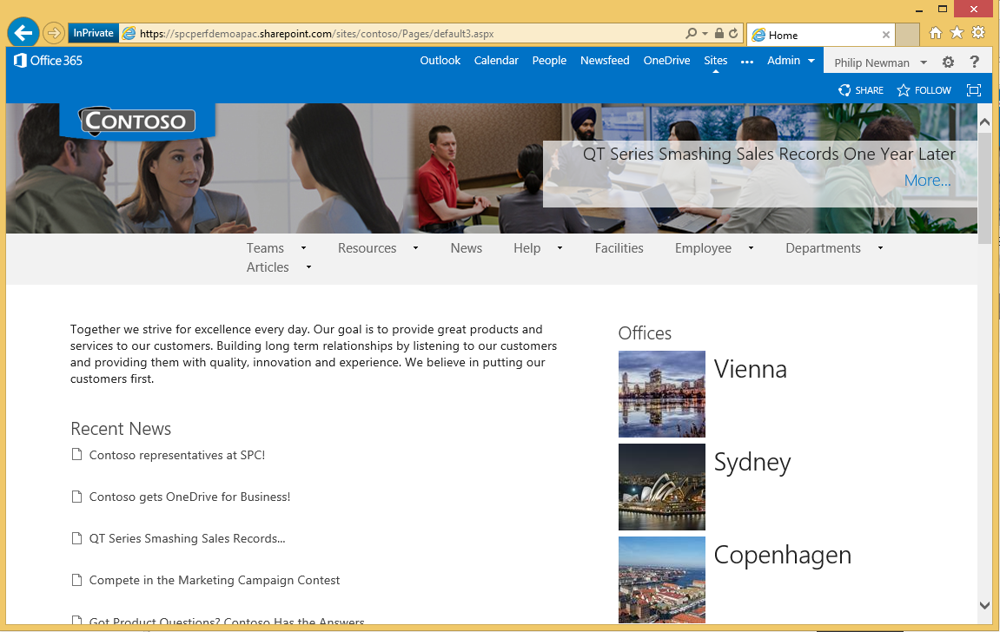 InPrivate
https://spcperfdemoapac.sharepoint.com/sites/contoso/Pages/default3.aspx
Home
Office 365
Outlook Calendar People Newsfeed OneDrive Sites ••• Admin
Philip Newman
?
SHARE FOLLOW
CONTOSO
QT Series Smashing Sales Records One Year Later
More...
Teams Resources News Help Facilities Employee Departments
Articles
Together we strive for excellence every day. Our goal is to provide great products and
services to our customers. Building long term relationships by listening to our customers
and providing them with quality, innovation and experience. We believe in putting our
customers first.
Recent News
Contoso representatives at SPC!
Contoso gets OneDrive for Business!
QT Series Smashing Sales Records...
Compete in the Marketing Campaign Contest
Got Product Questions? Contoso Has the Answers
Offices
Vienna
Sydney
Copenhagen